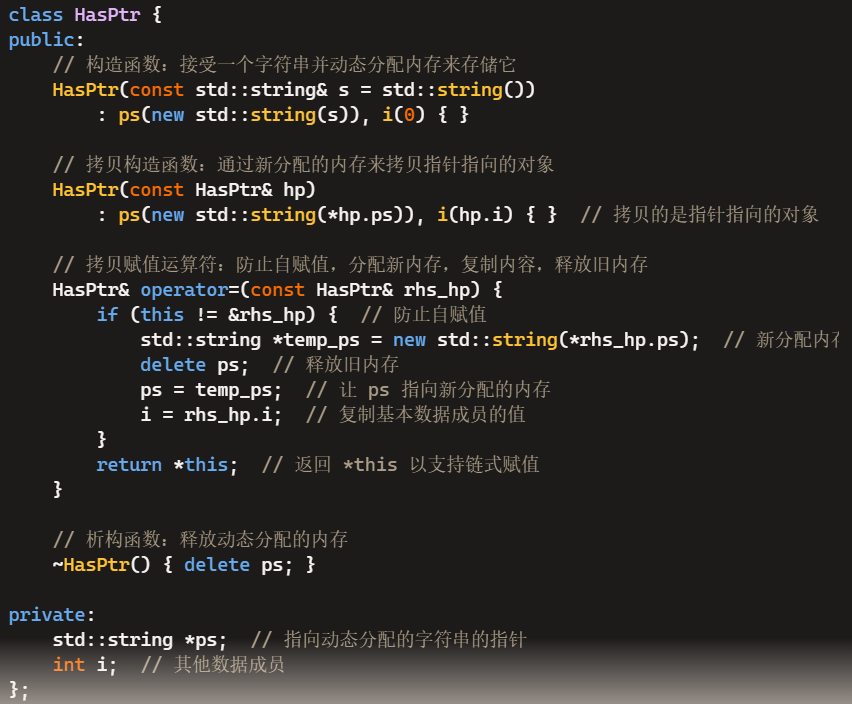 class HasPtr {
public:
    // 构造函数：接受一个字符串并动态分配内存来存储它
    HasPtr(const std::string& s = std::string())
        : ps(new std::string(s)), i(0) { }

    // 拷贝构造函数：通过新分配的内存来拷贝指针指向的对象
    HasPtr(const HasPtr& hp)
        : ps(new std::string(*hp.ps)), i(hp.i) { }  // 拷贝的是指针指向的对象

    // 拷贝赋值运算符：防止自赋值，分配新内存，复制内容，释放旧内存
    HasPtr& operator=(const HasPtr& rhs_hp) {
        if (this != &rhs_hp) {  // 防止自赋值
            std::string *temp_ps = new std::string(*rhs_hp.ps);  // 新分配内
            delete ps;  // 释放旧内存
            ps = temp_ps;  // 让 ps 指向新分配的内存
            i = rhs_hp.i;  // 复制基本数据成员的值
        }
        return *this;  // 返回 *this 以支持链式赋值
    }

    // 析构函数：释放动态分配的内存
    ~HasPtr() { delete ps; }

private:
    std::string *ps;  // 指向动态分配的字符串的指针
    int i;  // 其他数据成员
};